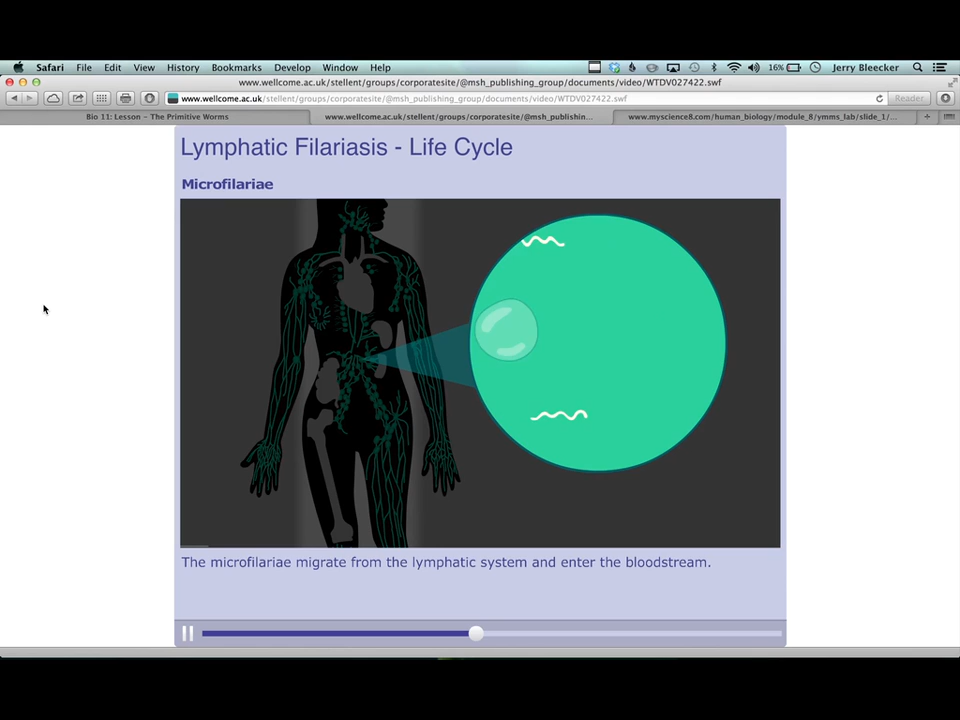 Safari File Edit View History Bookmarks Develop Window Help 16% Jerry Bleecker
www.wellcome.ac.uk/stellent/groups/corporatesite/@msh_publishing_group/documents/video/WTDV027422.swf
www.wellcome.ac.uk/stellent/groups/corporatesite/@msh_publishing_group/documents/video/WTDV027422.swf Reader
Bio 11: Lesson - The Primitive Worms www.wellcome.ac.uk/stellent/groups/corporatesite/@msh_publishin... www.myscience8.com/human_biology/module_8/ymms_lab/slide_1/...
Lymphatic Filariasis - Life Cycle
Microfilariae
The microfilariae migrate from the lymphatic system and enter the bloodstream.